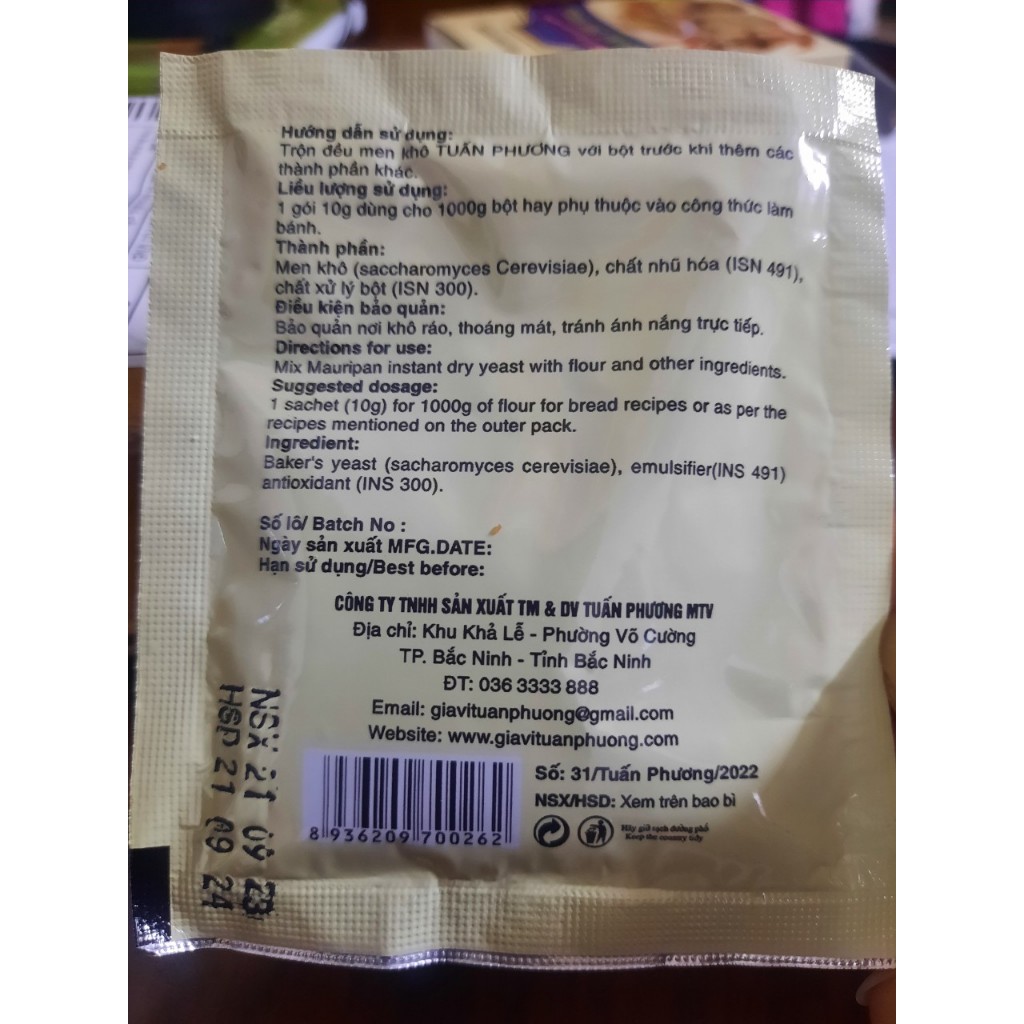 Hướng dẫn sử dụng:
Trộn đều men khô TUẤN PHƯƠNG với bột trước khi thêm các
thành phần khác.
Liều lượng sử dụng:
1 gói 10g dùng cho 1000g bột hay phụ thuộc vào công thức làm
bánh.
Thành phần:
Men khô (saccharomyces Cerevisiae), chất nhũ hóa (ISN 491),
chất xử lý bột (ISN 300).
Điều kiện bảo quản:
Bảo quản nơi khô ráo, thoáng mát, tránh ánh nắng trực tiếp.
Directions for use:
Mix Mauripan instant dry yeast with flour and other ingredients.
Suggested dosage:
1 sachet (10g) for 1000g of flour for bread recipes or as per the
recipes mentioned on the outer pack.
Ingredient:
Baker's yeast (sacharomyces cerevisiae), emulsifier(INS 491)
antioxidant (INS 300).
Số lô/ Batch No :
Ngày sản xuất MFG.DATE:
Hạn sử dụng/Best before:
CÔNG TY TNHH SẢN XUẤT TM & DV TUẤN PHƯƠNG MTV
Địa chỉ: Khu Khả Lễ - Phường Võ Cường
TP. Bắc Ninh - Tỉnh Bắc Ninh
ĐT: 036 3333 888
Email: giavituanphuong@gmail.com
Website: www.giavituanphuong.com
Số: 31/Tuấn Phương/2022
NSX/HSD: Xem trên bao bì
Hãy giữ sạch đường phố
Keep the country tidy
8 936209 700262
NSX 21 09 23
HSD 21 09 24